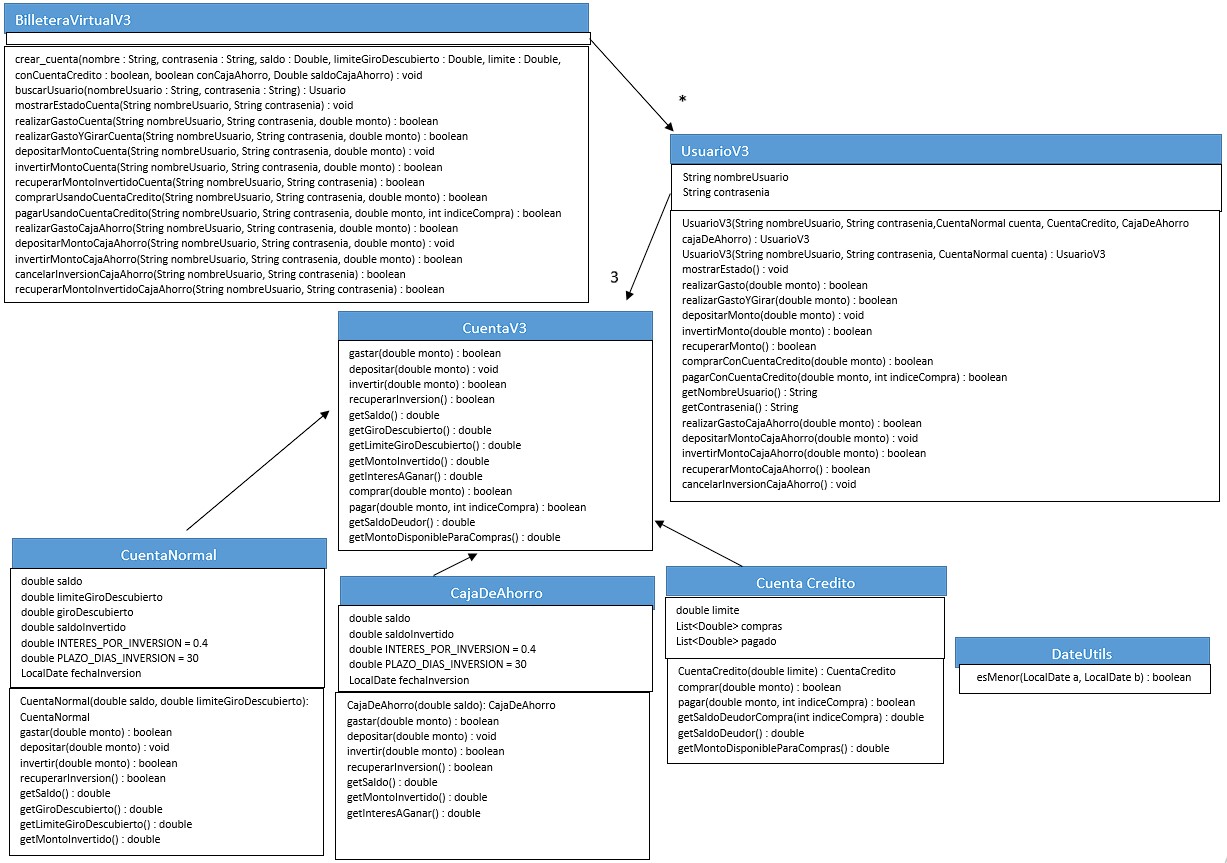 BilleteraVirtualV3
crear_cuenta(nombre : String, contrasenia : String, saldo : Double, limiteGiroDescubierto : Double, limite : Double,
conCuentaCredito : boolean, boolean conCajaAhorro, Double saldoCajaAhorro) : void
buscarUsuario(nombreUsuario : String, contrasenia : String) : Usuario
mostrarEstadoCuenta(String nombreUsuario, String contrasenia) : void
realizarGastoCuenta(String nombreUsuario, String contrasenia, double monto) : boolean
realizarGastoYGirarCuenta(String nombreUsuario, String contrasenia, double monto) : boolean
depositarMontoCuenta(String nombreUsuario, String contrasenia, double monto) : void
invertirMontoCuenta(String nombreUsuario, String contrasenia, double monto) : boolean
recuperarMontoInvertidoCuenta(String nombreUsuario, String contrasenia) : boolean
comprarUsandoCuentaCredito(String nombreUsuario, String contrasenia, double monto) : boolean
pagarUsandoCuentaCredito(String nombreUsuario, String contrasenia, double monto, int indiceCompra) : boolean
realizarGastoCajaAhorro(String nombreUsuario, String contrasenia, double monto) : boolean
depositarMontoCajaAhorro(String nombreUsuario, String contrasenia, double monto) : void
invertirMontoCajaAhorro(String nombreUsuario, String contrasenia, double monto) : boolean
cancelarInversionCajaAhorro(String nombreUsuario, String contrasenia) : boolean
recuperarMontoInvertidoCajaAhorro(String nombreUsuario, String contrasenia) : boolean
*
UsuarioV3
String nombreUsuario
String contrasenia
UsuarioV3(String nombreUsuario, String contrasenia,CuentaNormal cuenta, CuentaCredito, CajaDeAhorro
cajaDeAhorro) : UsuarioV3
UsuarioV3(String nombreUsuario, String contrasenia, CuentaNormal cuenta) : UsuarioV3
mostrarEstado() : void
realizarGasto(double monto) : boolean
realizarGastoYGirar(double monto) : boolean
depositarMonto(double monto) : void
invertirMonto(double monto) : boolean
recuperarMonto() : boolean
comprarConCuentaCredito(double monto) : boolean
pagarConCuentaCredito(double monto, int indiceCompra) : boolean
getNombreUsuario() : String
getContrasenia() : String
realizarGastoCajaAhorro(double monto) : boolean
depositarMontoCajaAhorro(double monto) : void
invertirMontoCajaAhorro(double monto) : boolean
recuperarMontoCajaAhorro() : boolean
cancelarInversionCajaAhorro() : void
3
CuentaV3
gastar(double monto) : boolean
depositar(double monto) : void
invertir(double monto) : boolean
recuperarInversion() : boolean
getSaldo() : double
getGiroDescubierto() : double
getLimiteGiroDescubierto() : double
getMontoInvertido() : double
getInteresAGanar() : double
comprar(double monto) : boolean
pagar(double monto, int indiceCompra) : boolean
getSaldoDeudor() : double
getMontoDisponibleParaCompras() : double
CuentaNormal
double saldo
double limiteGiroDescubierto
double giroDescubierto
double saldoInvertido
double INTERES_POR_INVERSION = 0.4
double PLAZO_DIAS_INVERSION = 30
LocalDate fechaInversion
CuentaNormal(double saldo, double limiteGiroDescubierto):
CuentaNormal
gastar(double monto) : boolean
depositar(double monto) : void
invertir(double monto) : boolean
recuperarInversion() : boolean
getSaldo() : double
getGiroDescubierto() : double
getLimiteGiroDescubierto() : double
getMontoInvertido() : double
CajaDeAhorro
double saldo
double saldoInvertido
double INTERES_POR_INVERSION = 0.4
double PLAZO_DIAS_INVERSION = 30
LocalDate fechaInversion
CajaDeAhorro(double saldo): CajaDeAhorro
gastar(double monto) : boolean
depositar(double monto) : void
invertir(double monto) : boolean
recuperarInversion() : boolean
getSaldo() : double
getMontoInvertido() : double
getInteresAGanar() : double
Cuenta Credito
double limite
List<Double> compras
List<Double> pagado
CuentaCredito(double limite) : CuentaCredito
comprar(double monto) : boolean
pagar(double monto, int indiceCompra) : boolean
getSaldoDeudorCompra(int indiceCompra) : double
getSaldoDeudor() : double
getMontoDisponibleParaCompras() : double
DateUtils
esMenor(LocalDate a, LocalDate b) : boolean